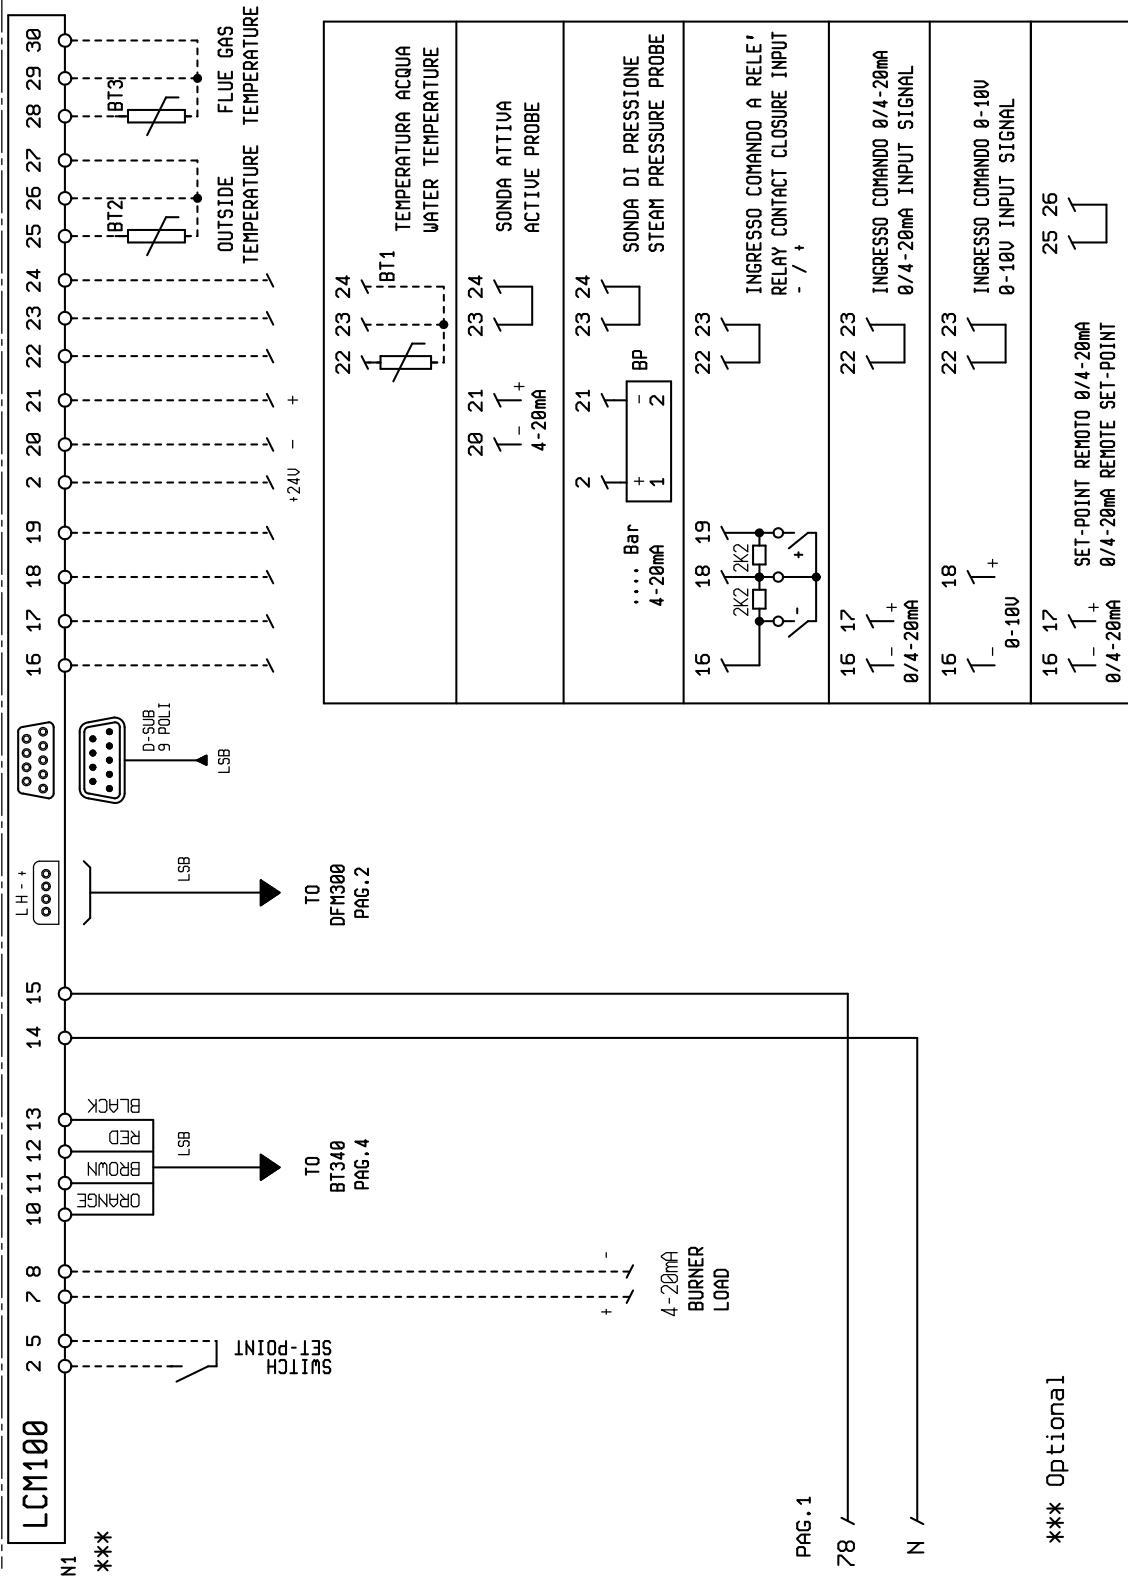 N1
***
LCM100
2 5 7 8 10 11 12 13 14 15
L H - +
16 17 18 19 2 20 21 22 23 24 25 26 27 28 29 30
ORANGE
BROWN
RED
BLACK
LSB
TO
BT340
PAG.4
SWITCH
SET-POINT
+ -
4-20mA
BURNER
LOAD
LSB
TO
DFM300
PAG.2
D-SUB
9 POLI
LSB
+24V - +
BT2
OUTSIDE
TEMPERATURE
BT3
FLUE GAS
TEMPERATURE
PAG.1
78
N
*** Optional
22 23 24
BT1
TEMPERATURA ACQUA
WATER TEMPERATURE
20 21 23 24
- +
4-20mA
SONDA ATTIVA
ACTIVE PROBE
2 21 23 24
.... Bar
4-20mA
+ -
1 2
BP
SONDA DI PRESSIONE
STEAM PRESSURE PROBE
16 18 19 22 23
2K2 2K2
- +
INGRESSO COMANDO A RELE'
RELAY CONTACT CLOSURE INPUT
- / +
16 17 22 23
- +
0/4-20mA
INGRESSO COMANDO 0/4-20mA
0/4-20mA INPUT SIGNAL
16 18 22 23
- +
0-10V
INGRESSO COMANDO 0-10V
0-10V INPUT SIGNAL
16 17 25 26
- +
0/4-20mA
SET-POINT REMOTO 0/4-20mA
0/4-20mA REMOTE SET-POINT